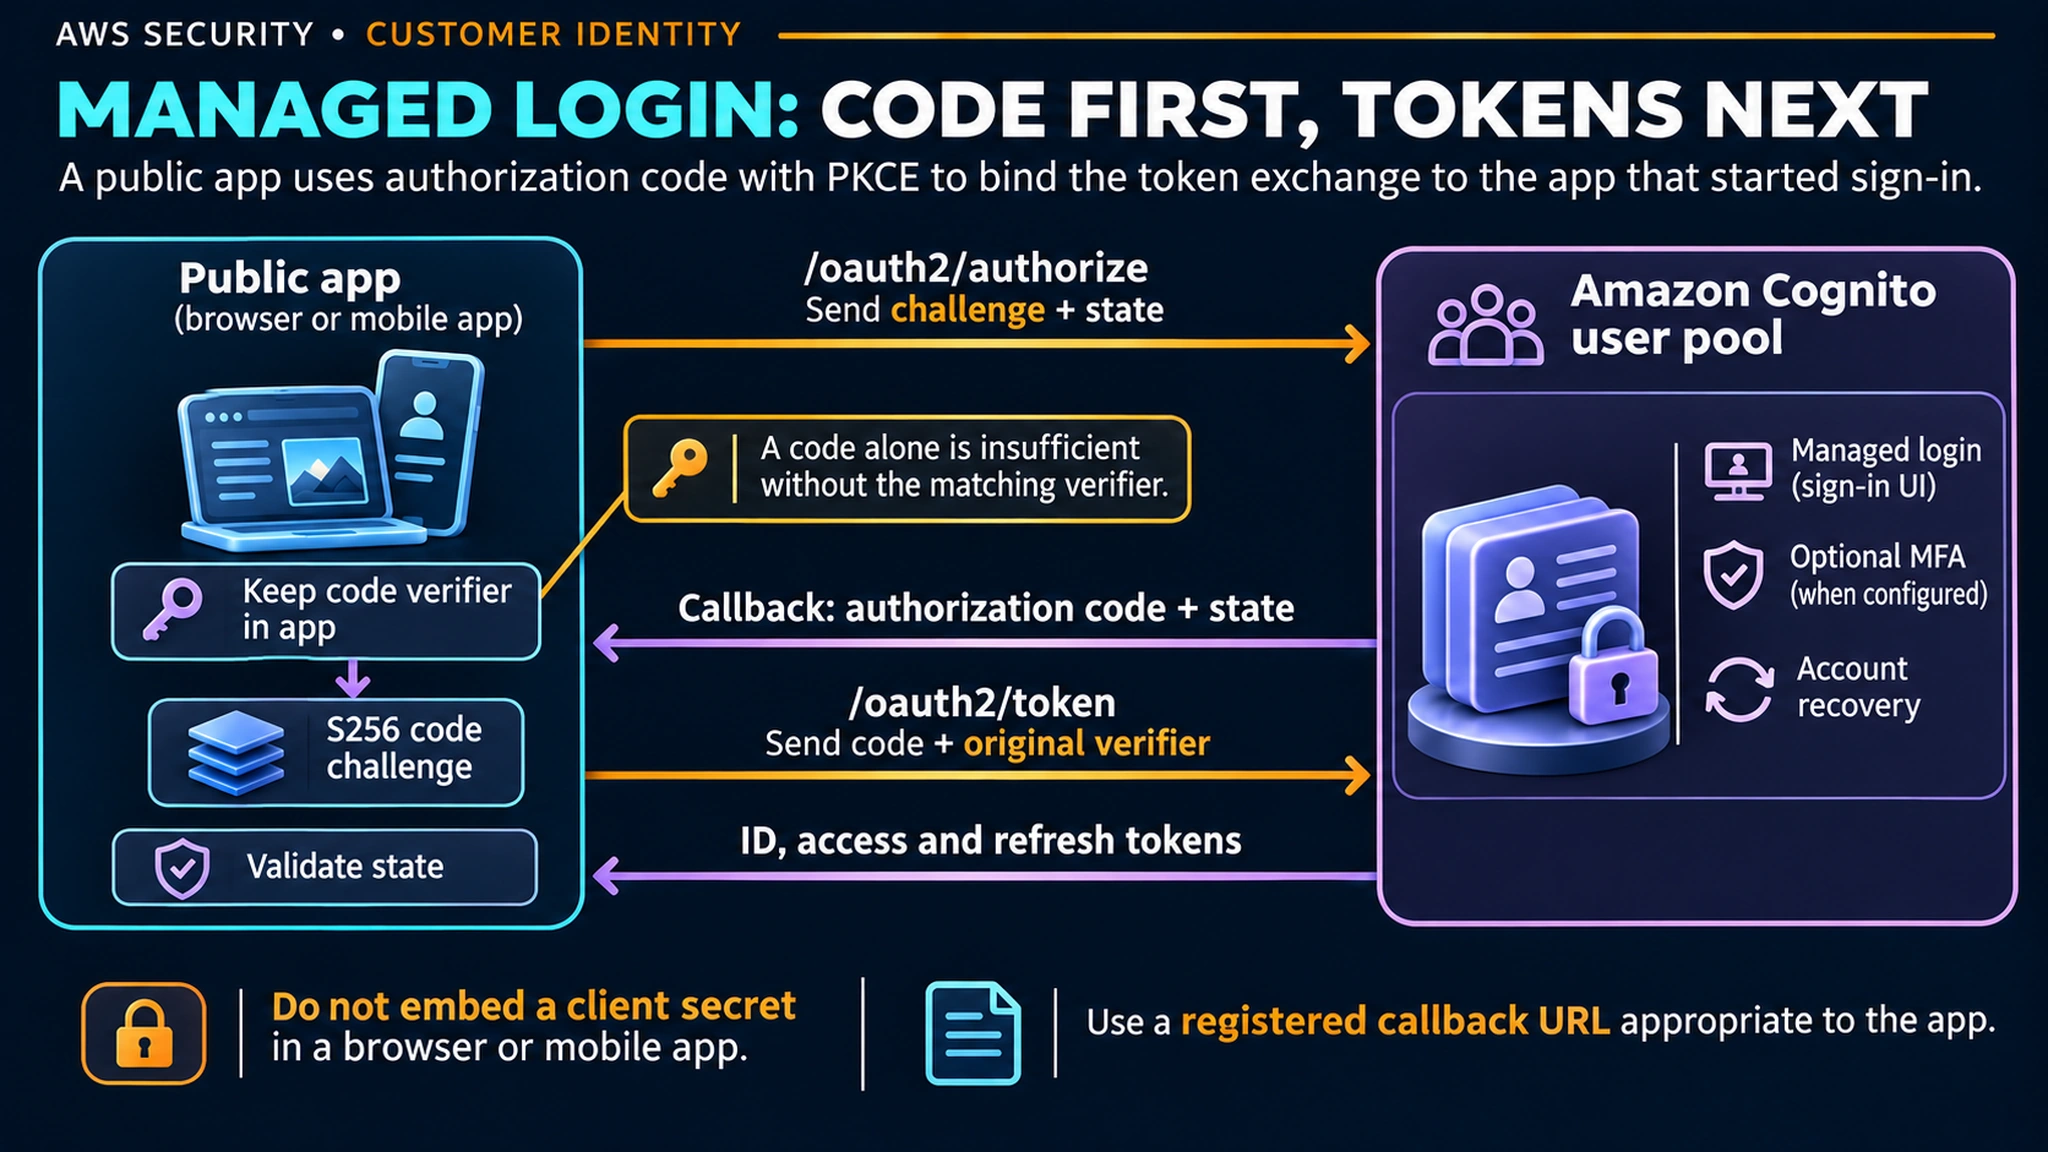 AWS SECURITY • CUSTOMER IDENTITY
MANAGED LOGIN: CODE FIRST, TOKENS NEXT
A public app uses authorization code with PKCE to bind the token exchange to the app that started sign-in.
Public app
(browser or mobile app)
Keep code verifier
in app
S256 code
challenge
Validate state
/oauth2/authorize
Send challenge + state
A code alone is insufficient
without the matching verifier.
Callback: authorization code + state
/oauth2/token
Send code + original verifier
ID, access and refresh tokens
Amazon Cognito
user pool
Managed login
(sign-in UI)
Optional MFA
(when configured)
Account
recovery
Do not embed a client secret
in a browser or mobile app.
Use a registered callback URL appropriate to the app.